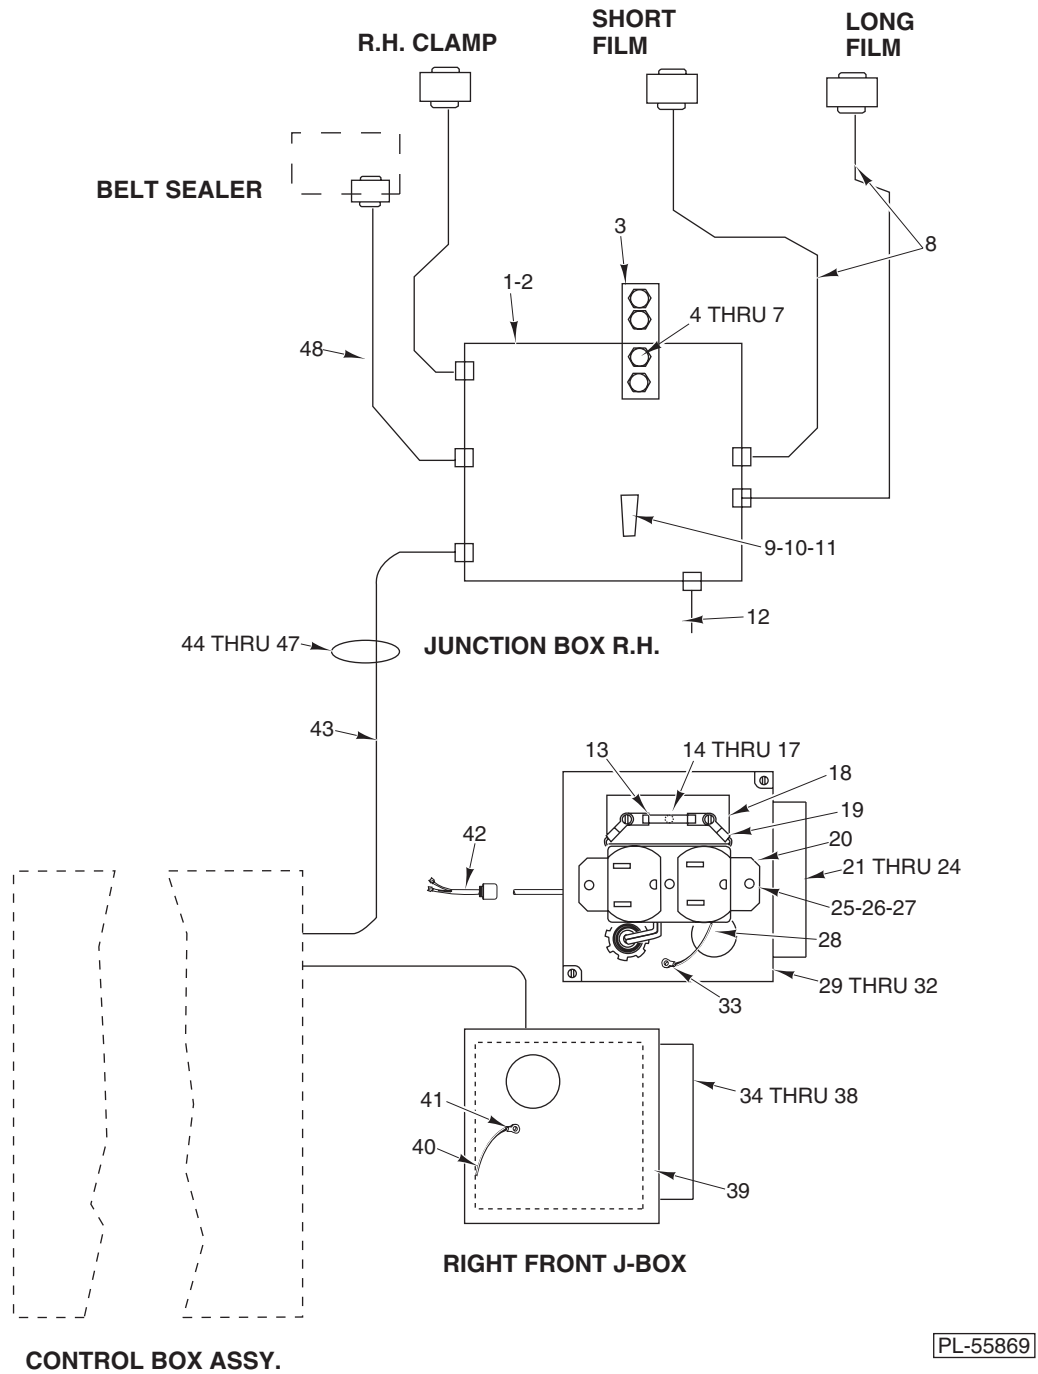 SHORT
FILM
LONG
FILM
R.H. CLAMP
BELT SEALER
3
8
1-2
4 THRU 7
48
9-10-11
12
44 THRU 47
JUNCTION BOX R.H.
43
13
14 THRU 17
18
19
42
20
21 THRU 24
25-26-27
28
29 THRU 32
33
34 THRU 38
41
40
39
RIGHT FRONT J-BOX
PL-55869
CONTROL BOX ASSY.